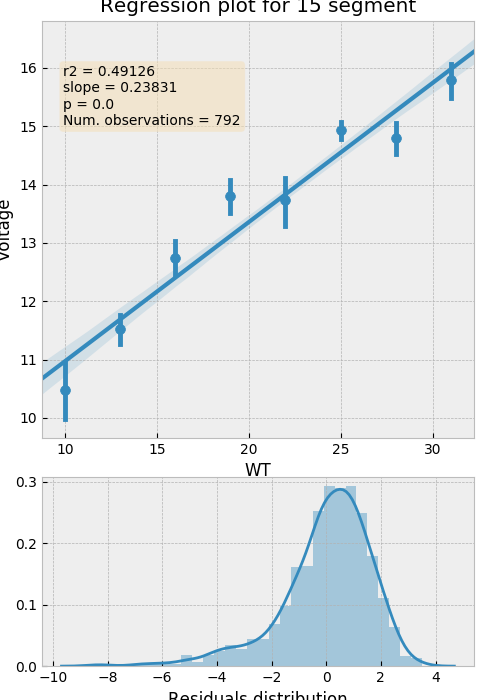 Regression plot for 15 segment
r2 = 0.49126
slope = 0.23831
p = 0.0
Num. observations = 792
Voltage
16
15
14
13
12
11
10
10 15 20 25 30
WT
0.3
0.2
0.1
0.0
−10 −8 −6 −4 −2 0 2 4
Residuals distribution